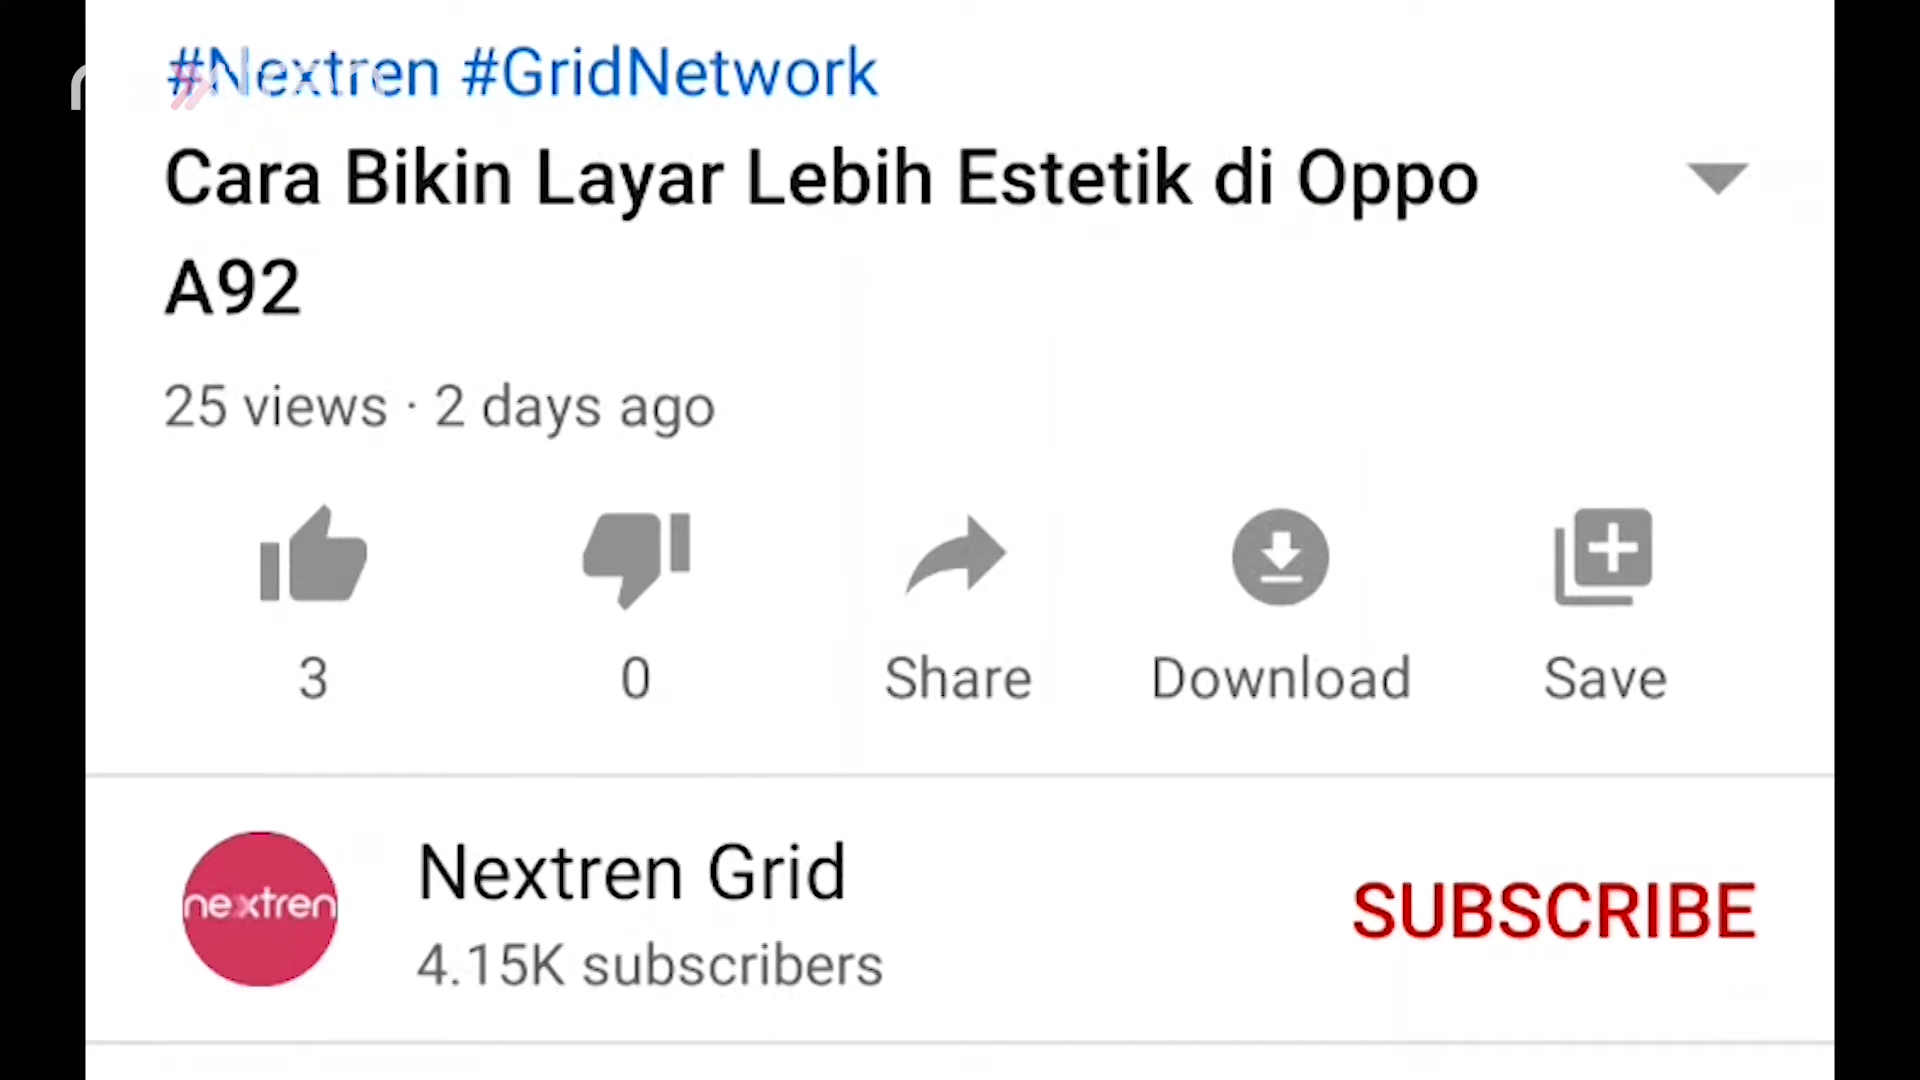 #Nextren #GridNetwork
Cara Bikin Layar Lebih Estetik di Oppo
A92
25 views · 2 days ago
3
0
Share
Download
Save
nextren
Nextren Grid
4.15K subscribers
SUBSCRIBE